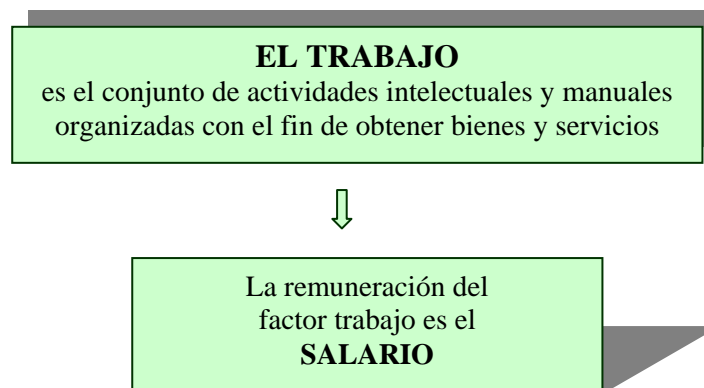 EL TRABAJO
es el conjunto de actividades intelectuales y manuales
organizadas con el fin de obtener bienes y servicios
La remuneración del
factor trabajo es el
SALARIO